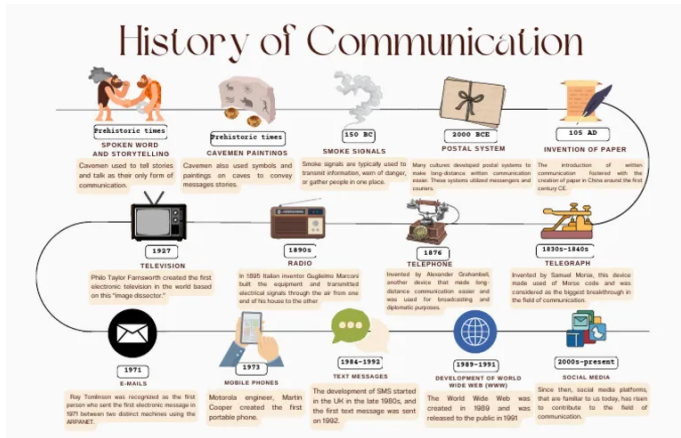 History of Communication
Prehistoric times
SPOKEN WORD
AND STORYTELLING
Cavemen used to tell stories
and talk as their only form of
communication.
Prehistoric times
CAVEMEN PAINTINGS
Cavemen also used symbols and
paintings on caves to convey
messages stories.
150 BC
SMOKE SIGNALS
Smoke signals are typically used to
transmit information, warn of danger,
or gather people in one place.
2000 BCE
POSTAL SYSTEM
Many cultures developed postal systems to
make long-distance written communication
easier. These systems utilized messengers and
couriers.
105 AD
INVENTION OF PAPER
The introduction of written
communication fostered with the
creation of paper in China around the first
century CE.
1927
TELEVISION
Philo Taylor Farnsworth created the first
electronic television in the world based
on this "image dissector."
1890s
RADIO
In 1895 Italian inventor Guglielmo Marconi
built the equipment and transmitted
electrical signals through the air from one
end of his house to the other.
1876
TELEPHONE
Invented by Alexander Grahambell,
another device that made long-
distance communication easier and
was used for broadcasting and
diplomatic purposes.
1830s-1840s
TELEGRAPH
Invented by Samuel Morse, this device
made used of Morse code and was
considered as the biggest breakthrough in
the field of communication.
1971
E-MAILS
Ray Tomlinson was recognized as the first
person who sent the first electronic message in
1971 between two distinct machines using the
ARPANET.
1973
MOBILE PHONES
Motorola engineer, Martin
Cooper created the first
portable phone.
1984-1992
TEXT MESSAGES
The development of SMS started
in the UK in the late 1980s, and
the first text message was sent
on 1992.
1989-1991
DEVELOPMENT OF WORLD
WIDE WEB (WWW)
The World Wide Web was
created in 1989 and was
released to the public in 1991
2000s-present
SOCIAL MEDIA
Since then, social media platforms,
that are familiar to us today, has risen
to contribute to the field of
communication.